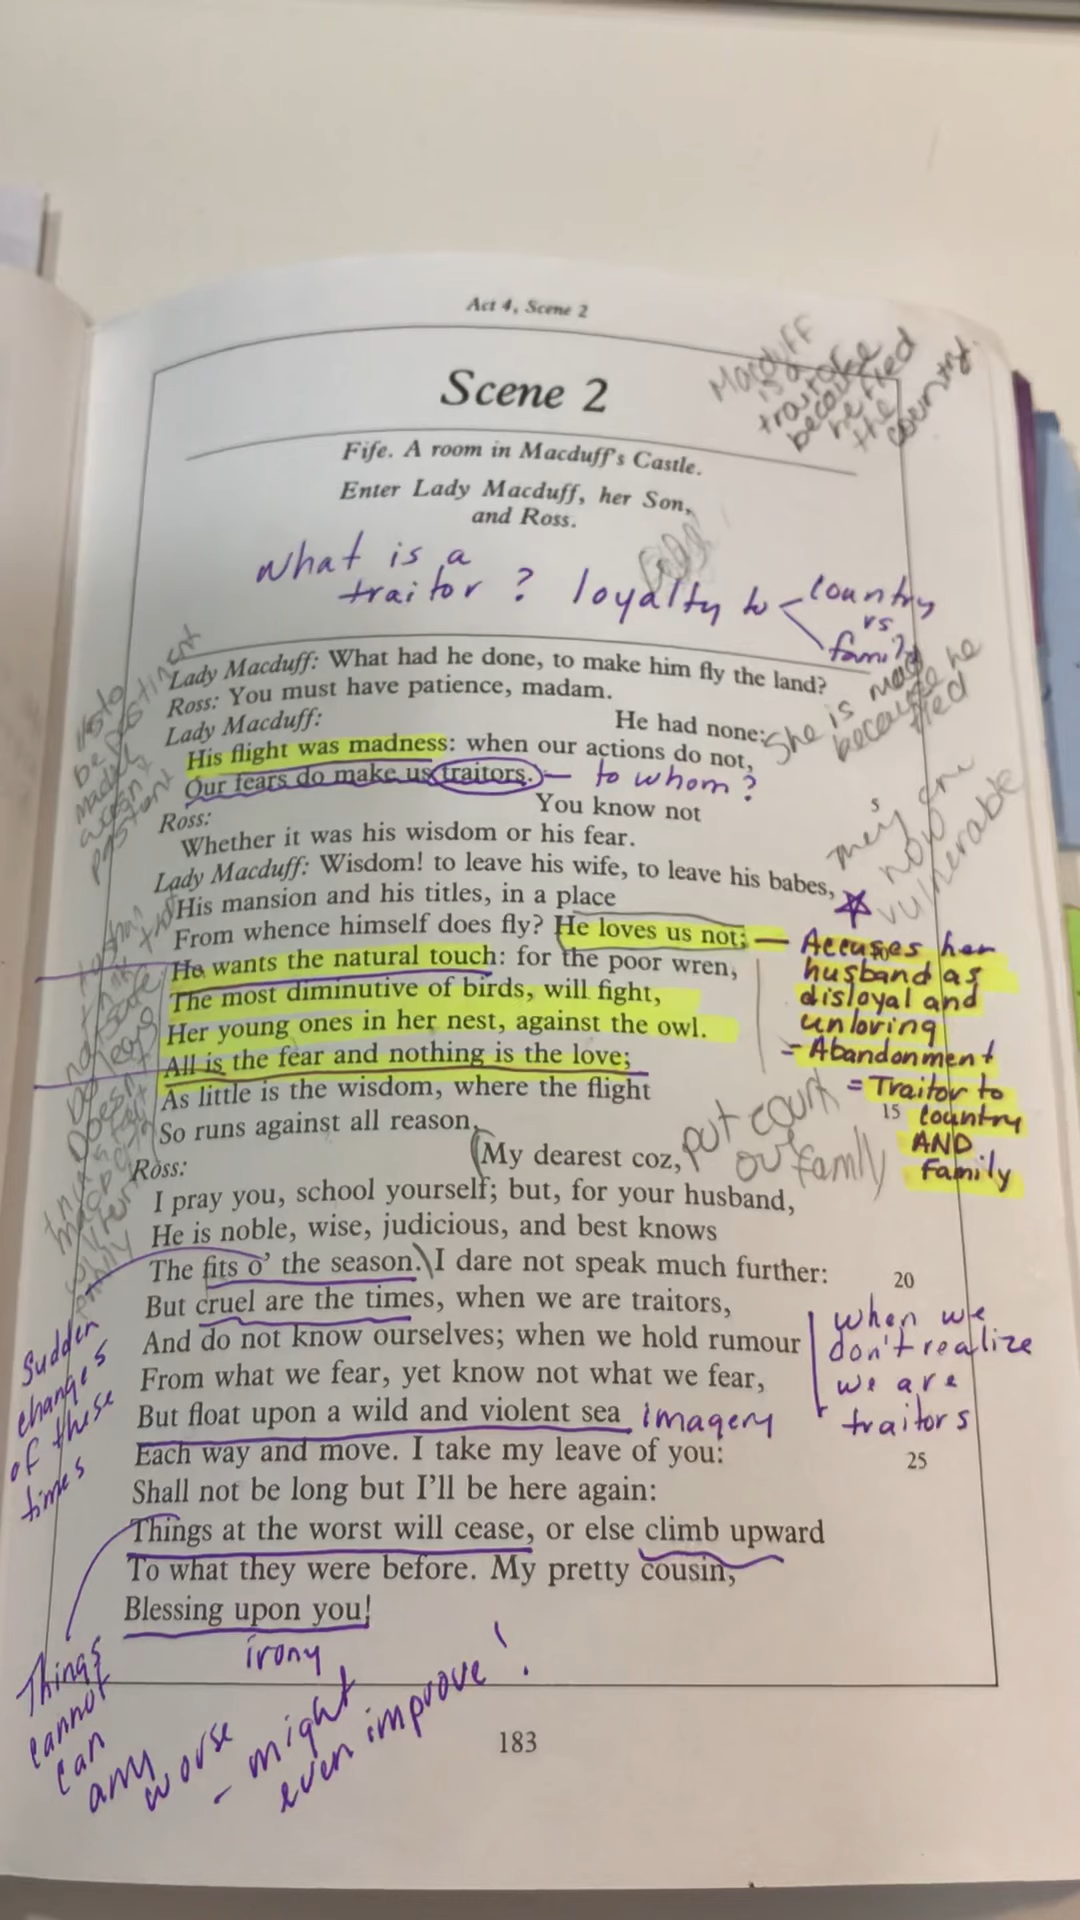 Act 4, Scene 2
Macduff
is a
traitor
because
he fled
the
country.
Scene 2
Fife. A room in Macduff's Castle.
Enter Lady Macduff, her Son,
and Ross.
What is a
traitor ? loyalty to country
vs
family
Lady Macduff: What had he done, to make him fly the land?
Ross: You must have patience, madam.
Lady Macduff: He had none:
She is mad
because he
fled
His flight was madness: when our actions do not,
Our fears do make us traitors. — to whom?
Ross: You know not
Whether it was his wisdom or his fear.
now
vulnerable
Lady Macduff: Wisdom! to leave his wife, to leave his babes,
His mansion and his titles, in a place
From whence himself does fly? He loves us not; — Accuses her
husband as
disloyal and
unloving
= Abandonment
= Traitor to
country
AND
family
He wants the natural touch: for the poor wren,
The most diminutive of birds, will fight,
Her young ones in her nest, against the owl.
All is the fear and nothing is the love;
As little is the wisdom, where the flight
15
So runs against all reason.
put
family
Ross: My dearest coz,
I pray you, school yourself; but, for your husband,
He is noble, wise, judicious, and best knows
The fits o' the season. I dare not speak much further:
20
But cruel are the times, when we are traitors,
And do not know ourselves; when we hold rumour
From what we fear, yet know not what we fear,
But float upon a wild and violent sea imagery
when we
don't realize
we are
traitors
Sudden
changes
of these
times
Each way and move. I take my leave of you:
25
Shall not be long but I'll be here again:
Things at the worst will cease, or else climb upward
To what they were before. My pretty cousin,
Blessing upon you!
irony
Things
cannot
can
any
worse
- might
even improve!
183